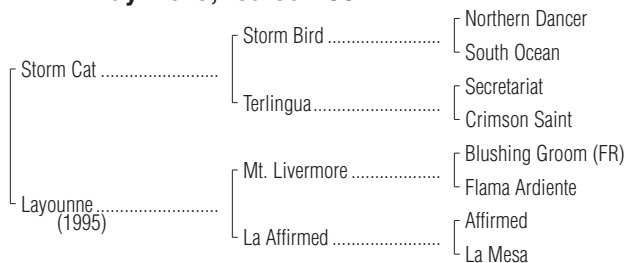 Northern Dancer
Storm Bird ........................
South Ocean
Storm Cat ..................................
Secretariat
Terlingua....................................
Crimson Saint
Blushing Groom (FR)
Mt. Livermore .........................
Flama Ardiente
Layounne ...................................
(1995)
Affirmed
La Affirmed ..............................
La Mesa